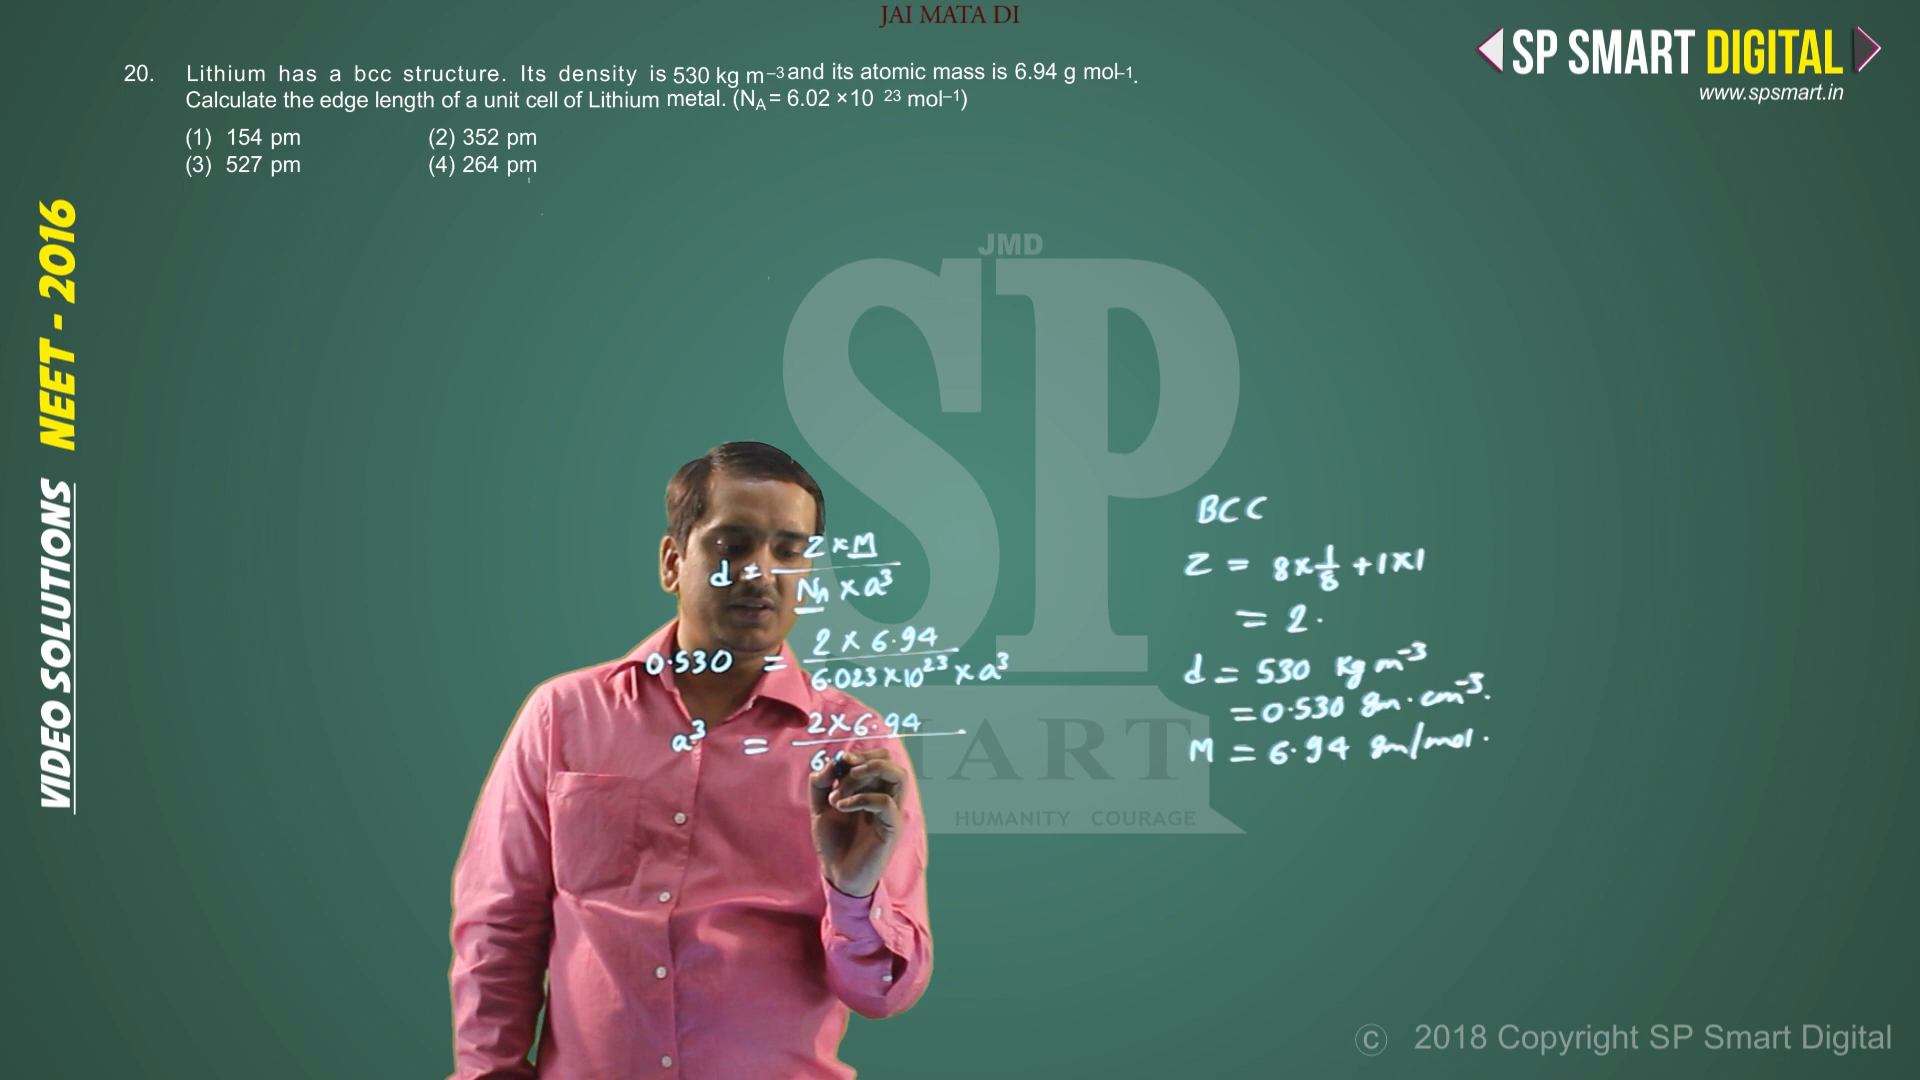 JAI MATA DI
SP SMART DIGITAL
www.spsmart.in
20. Lithium has a bcc structure. Its density is 530 kg m⁻³ and its atomic mass is 6.94 g mol⁻¹.
Calculate the edge length of a unit cell of Lithium metal. (N_A = 6.02 ×10 ²³ mol⁻¹)
(1) 154 pm (2) 352 pm
(3) 527 pm (4) 264 pm
VIDEO SOLUTIONS NEET - 2016
JMD
SP
HUMANITY COURAGE
d = Z × M / N_A × a³
0.530 = 2 × 6.94 / 6.023 × 10²³ × a³
a³ = 2 × 6.94 /
BCC
Z = 8 × 1/8 + 1 × 1
= 2.
d = 530 Kg m⁻³
= 0.530 gm. cm⁻³.
M = 6.94 gm/mol.
c 2018 Copyright SP Smart Digital